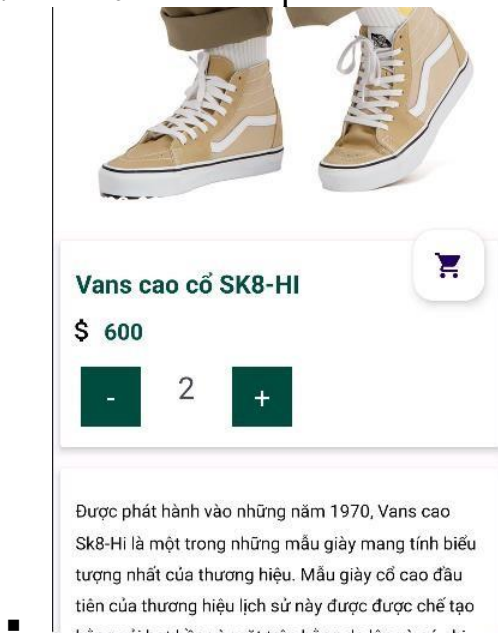 Vans cao cổ SK8-HI
$ 600
- 2 +
Được phát hành vào những năm 1970, Vans cao
Sk8-Hi là một trong những mẫu giày mang tính biểu
tượng nhất của thương hiệu. Mẫu giày cổ cao đầu
tiên của thương hiệu lịch sử này được được chế tạo